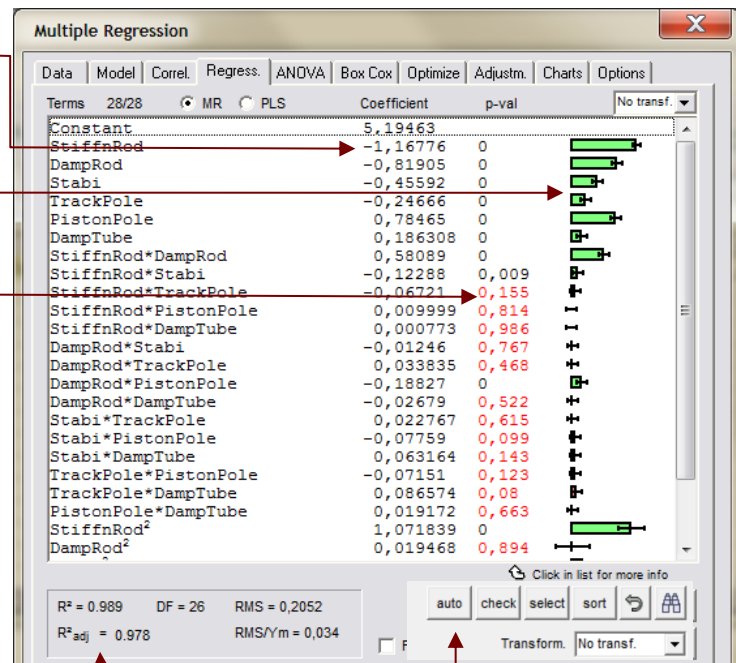 Multiple Regression
X
Data Model Correl. Regress. ANOVA Box Cox Optimize Adjustm. Charts Options
Terms 28/28 MR PLS Coefficient p-val No transf.
Constant 5,19463
StiffnRod -1,16776 0
DampRod -0,81905 0
Stabi -0,45592 0
TrackPole -0,24666 0
PistonPole 0,78465 0
DampTube 0,186308 0
StiffnRod*DampRod 0,58089 0
StiffnRod*Stabi -0,12288 0,009
StiffnRod*TrackPole -0,06721 0,155
StiffnRod*PistonPole 0,009999 0,814
StiffnRod*DampTube 0,000773 0,986
DampRod*Stabi -0,01246 0,767
DampRod*TrackPole 0,033835 0,468
DampRod*PistonPole -0,18827 0
DampRod*DampTube -0,02679 0,522
Stabi*TrackPole 0,022767 0,615
Stabi*PistonPole -0,07759 0,099
Stabi*DampTube 0,063164 0,143
TrackPole*PistonPole -0,07151 0,123
TrackPole*DampTube 0,086574 0,08
PistonPole*DampTube 0,019172 0,663
StiffnRod² 1,071839 0
DampRod² 0,019468 0,894
Click in list for more info
R² = 0.989 DF = 26 RMS = 0,2052
auto check select sort
R²adj = 0.978 RMS/Ym = 0,034
Transform. No transf.